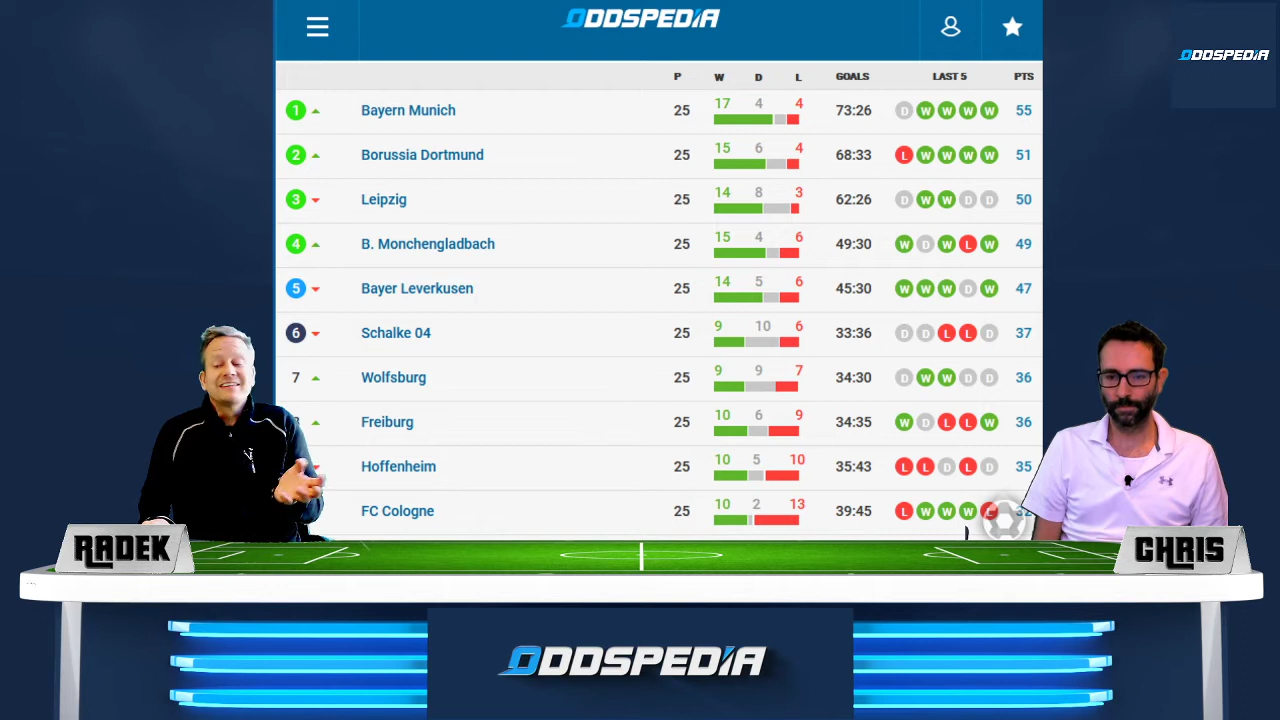 ODDSPEDIA
ODDSPEDIA
P W D L GOALS LAST 5 PTS
1 Bayern Munich 25 17 4 4 73:26 D W W W W 55
2 Borussia Dortmund 25 15 6 4 68:33 L W W W W 51
3 Leipzig 25 14 8 3 62:26 D W W D D 50
4 B. Monchengladbach 25 15 4 6 49:30 W D W L W 49
5 Bayer Leverkusen 25 14 5 6 45:30 W W W D W 47
6 Schalke 04 25 9 10 6 33:36 D D L L D 37
7 Wolfsburg 25 9 9 7 34:30 D W W D D 36
Freiburg 25 10 6 9 34:35 W D L L W 36
Hoffenheim 25 10 5 10 35:43 L L D L D 35
FC Cologne 25 10 2 13 39:45 L W W W L
RADEK
CHRIS
ODDSPEDIA